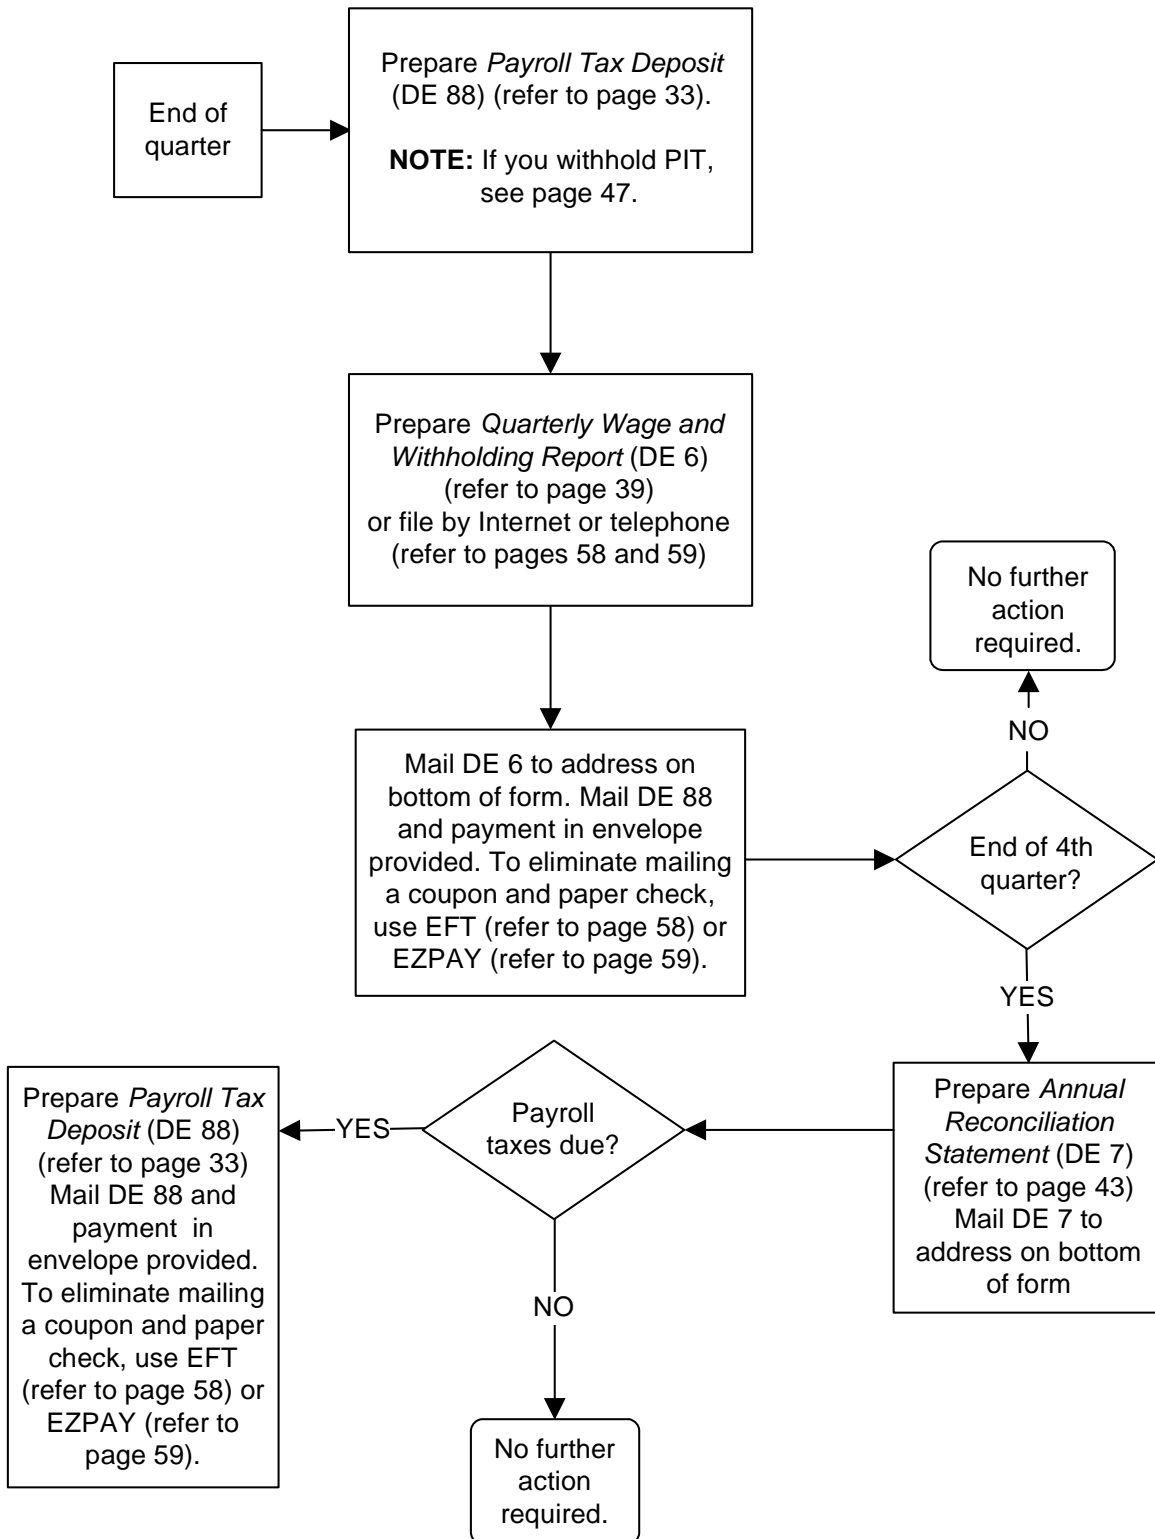 End of
quarter
Prepare Payroll Tax Deposit
(DE 88) (refer to page 33).
NOTE: If you withhold PIT,
see page 47.
Prepare Quarterly Wage and
Withholding Report (DE 6)
(refer to page 39)
or file by Internet or telephone
(refer to pages 58 and 59)
Mail DE 6 to address on
bottom of form. Mail DE 88
and payment in envelope
provided. To eliminate mailing
a coupon and paper check,
use EFT (refer to page 58) or
EZPAY (refer to page 59).
End of 4th
quarter?
NO
No further
action
required.
YES
Prepare Annual
Reconciliation
Statement (DE 7)
(refer to page 43)
Mail DE 7 to
address on bottom
of form
Payroll
taxes due?
YES
Prepare Payroll Tax
Deposit (DE 88)
(refer to page 33)
Mail DE 88 and
payment in
envelope provided.
To eliminate mailing
a coupon and paper
check, use EFT
(refer to page 58) or
EZPAY (refer to
page 59).
NO
No further
action
required.